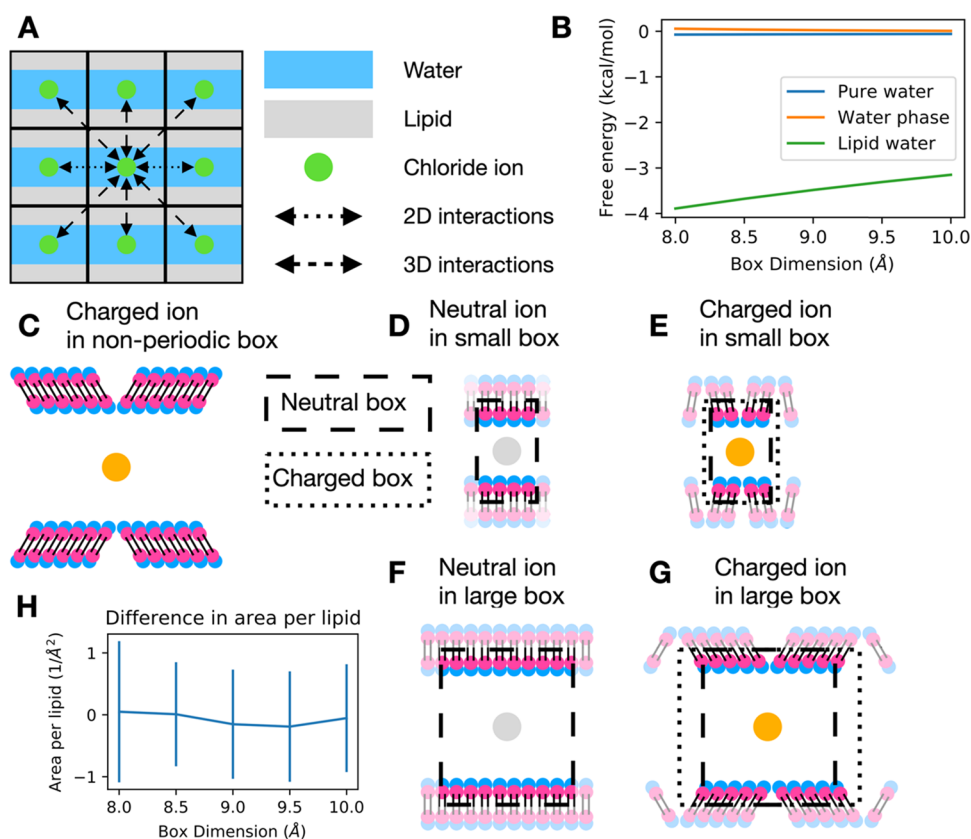 A
Water
Lipid
Chloride ion
2D interactions
3D interactions
B
Free energy (kcal/mol)
0
−1
−2
−3
−4
Pure water
Water phase
Lipid water
8.0 8.5 9.0 9.5 10.0
Box Dimension (Å)
C
Charged ion
in non-periodic box
Neutral box
Charged box
D
Neutral ion
in small box
E
Charged ion
in small box
F
Neutral ion
in large box
G
Charged ion
in large box
H
Difference in area per lipid
Area per lipid (1/Å²)
1
0
−1
8.0 8.5 9.0 9.5 10.0
Box Dimension (Å)